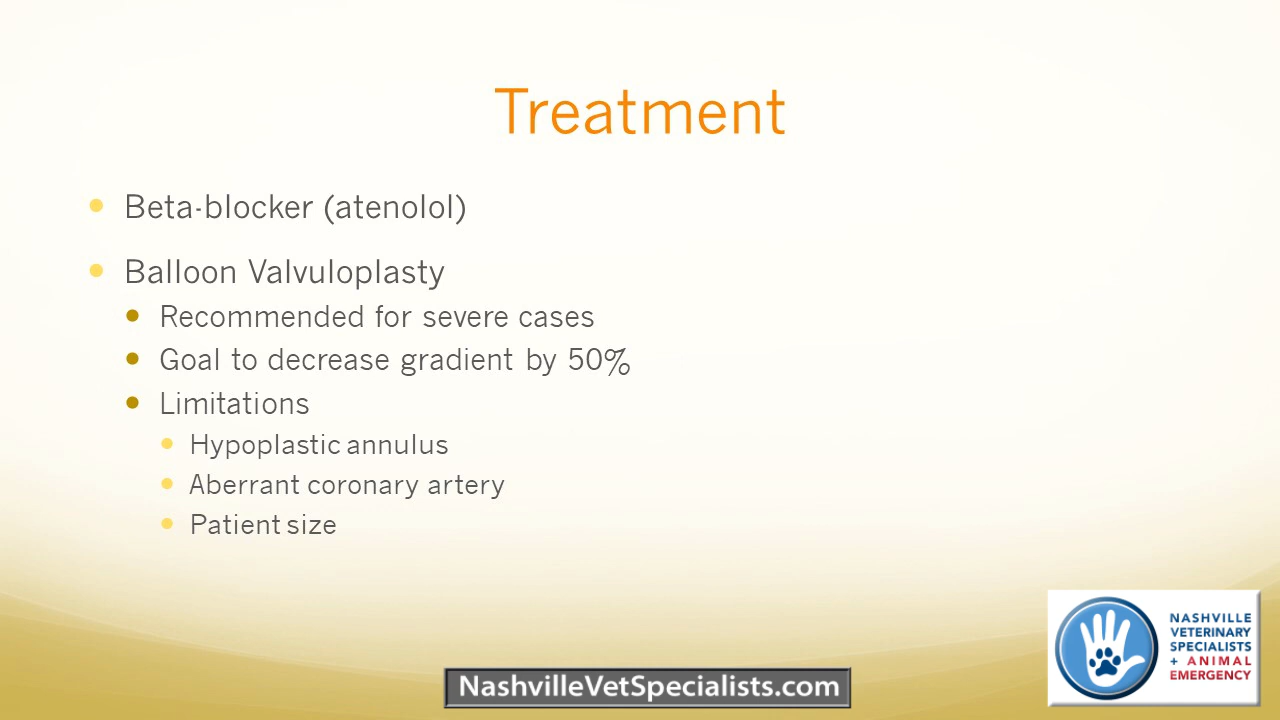 Treatment
Beta-blocker (atenolol)
Balloon Valvuloplasty
Recommended for severe cases
Goal to decrease gradient by 50%
Limitations
Hypoplastic annulus
Aberrant coronary artery
Patient size
NASHVILLE
VETERINARY
SPECIALISTS
+ ANIMAL
EMERGENCY
NashvilleVetSpecialists.com